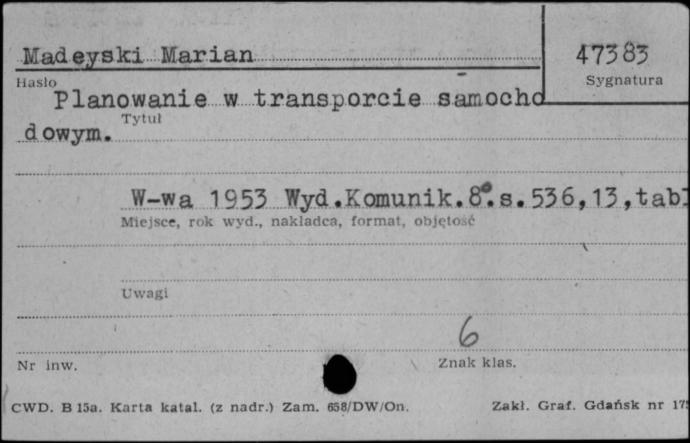 Madeyski Marian 47383
Hasło Sygnatura
Planowanie w transporcie samocho
Tytuł
dowym.
W-wa 1953 Wyd.Komunik.8°.s.536,13,tabl
Miejsce, rok wyd., nakładca, format, objętość
Uwagi
6
Nr inw. Znak klas.
CWD. B 15a. Karta katal. (z nadr.) Zam. 658/DW/On. Zakł. Graf. Gdańsk nr